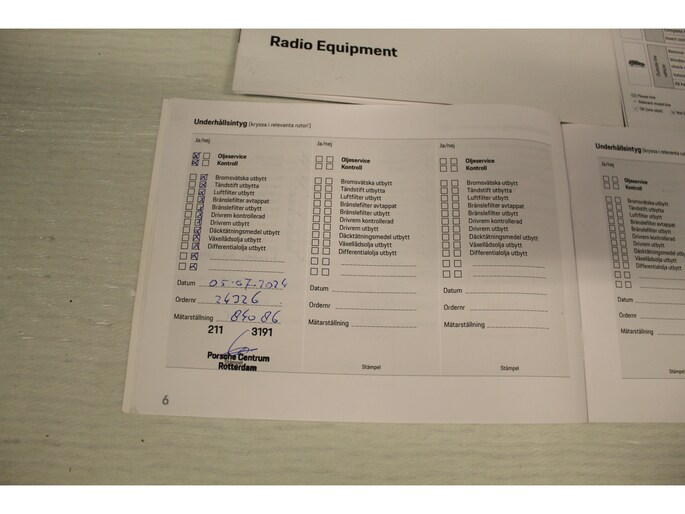 Radio Equipment
Underhållsintyg (kryssa i relevanta rutor!)
Ja/nej
Oljeservice
Kontroll
Bromsvätska utbytt
Tändstift utbytta
Luftfilter utbytt
Bränslefilter avtappat
Bränslefilter utbytt
Drivrem kontrollerad
Drivrem utbytt
Däcktätningsmedel utbytt
Växellådsolja utbytt
Differentialolja utbytt
Datum 05-07-2024
Ordernr 24326
Mätarställning 84086
211 3191
Porsche Centrum
Rotterdam
6
Ja/nej
Oljeservice
Kontroll
Bromsvätska utbytt
Tändstift utbytta
Luftfilter utbytt
Bränslefilter avtappat
Bränslefilter utbytt
Drivrem kontrollerad
Drivrem utbytt
Däcktätningsmedel utbytt
Växellådsolja utbytt
Differentialolja utbytt
Datum
Ordernr
Mätarställning
Stämpel
Ja/nej
Oljeservice
Kontroll
Bromsvätska utbytt
Tändstift utbytta
Luftfilter utbytt
Bränslefilter avtappat
Bränslefilter utbytt
Drivrem kontrollerad
Drivrem utbytt
Däcktätningsmedel utbytt
Växellådsolja utbytt
Differentialolja utbytt
Datum
Ordernr
Mätarställning
Stämpel
Underhållsintyg (kryssa i relevanta
Ja/nej
Oljeservice
Kontroll
Bromsvätska utbytt
Tändstift utbytta
Luftfilter utbytt
Bränslefilter avtappat
Bränslefilter utbytt
Drivrem kontrollerad
Drivrem utbytt
Däcktätningsmedel utbytt
Växellådsolja utbytt
Differentialolja utbytt
Datum
Ordernr
Mätarställning